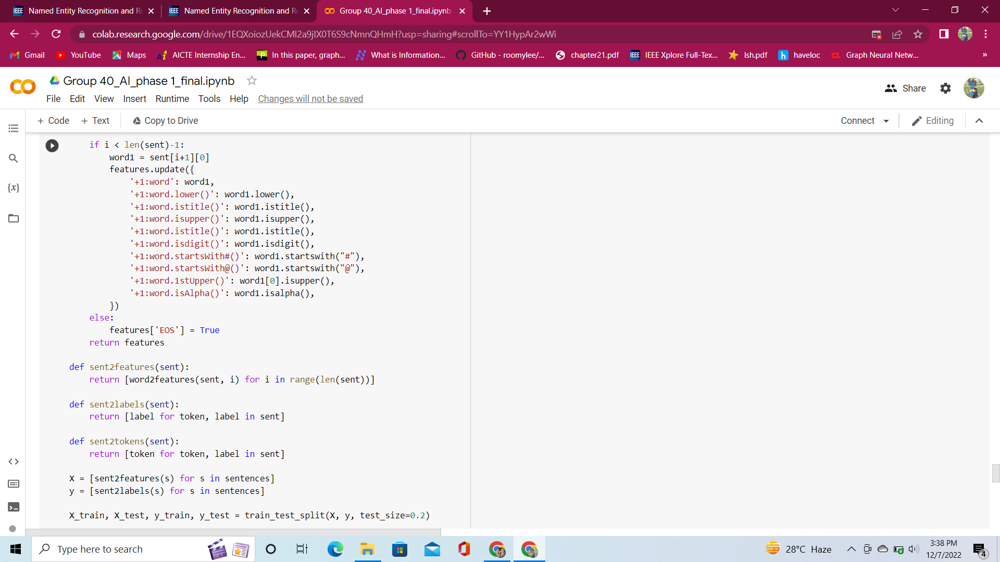 Named Entity Recognition and Re
Named Entity Recognition and Re
Group 40_AI_phase 1_final.ipynb
colab.research.google.com/drive/1EQXoiozUekCMI2a9jIX0T6S9cNmnQHmH?usp=sharing#scrollTo=YY1HypAr2wWi
Gmail YouTube Maps AICTE Internship En... In this paper, graph... What is Information... GitHub - roomylee/... chapter21.pdf IEEE Xplore Full-Tex... lsh.pdf haveloc Graph Neural Netw... »
Group 40_AI_phase 1_final.ipynb
Share
File Edit View Insert Runtime Tools Help Changes will not be saved
+ Code + Text Copy to Drive Connect Editing
if i < len(sent)-1:
word1 = sent[i+1][0]
features.update({
'+1:word': word1,
'+1:word.lower()': word1.lower(),
'+1:word.istitle()': word1.istitle(),
'+1:word.isupper()': word1.isupper(),
'+1:word.istitle()': word1.istitle(),
'+1:word.isdigit()': word1.isdigit(),
'+1:word.startsWith#()': word1.startswith("#"),
'+1:word.startsWith@()': word1.startswith("@"),
'+1:word.1stUpper()': word1[0].isupper(),
'+1:word.isAlpha()': word1.isalpha(),
})
else:
features['EOS'] = True
return features
def sent2features(sent):
return [word2features(sent, i) for i in range(len(sent))]
def sent2labels(sent):
return [label for token, label in sent]
def sent2tokens(sent):
return [token for token, label in sent]
X = [sent2features(s) for s in sentences]
y = [sent2labels(s) for s in sentences]
X_train, X_test, y_train, y_test = train_test_split(X, y, test_size=0.2)
Type here to search
28°C Haze
3:38 PM
12/7/2022
4